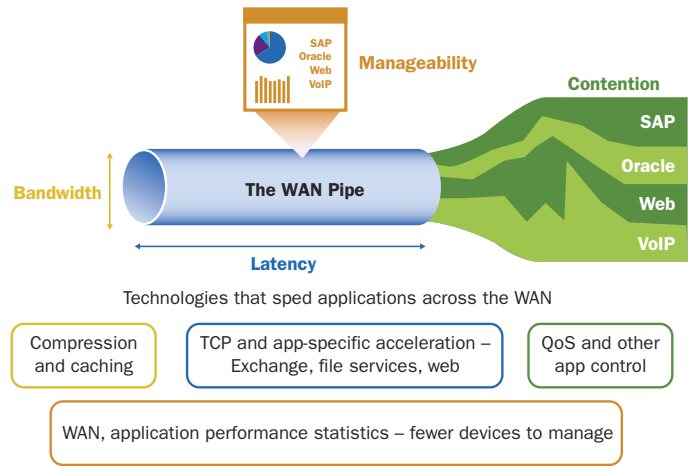 SAP
Oracle
Web
VoIP
Manageability
Contention
SAP
Oracle
Web
VoIP
Bandwidth
The WAN Pipe
Latency
Technologies that sped applications across the WAN
Compression
and caching
TCP and app-specific acceleration –
Exchange, file services, web
QoS and other
app control
WAN, application performance statistics – fewer devices to manage